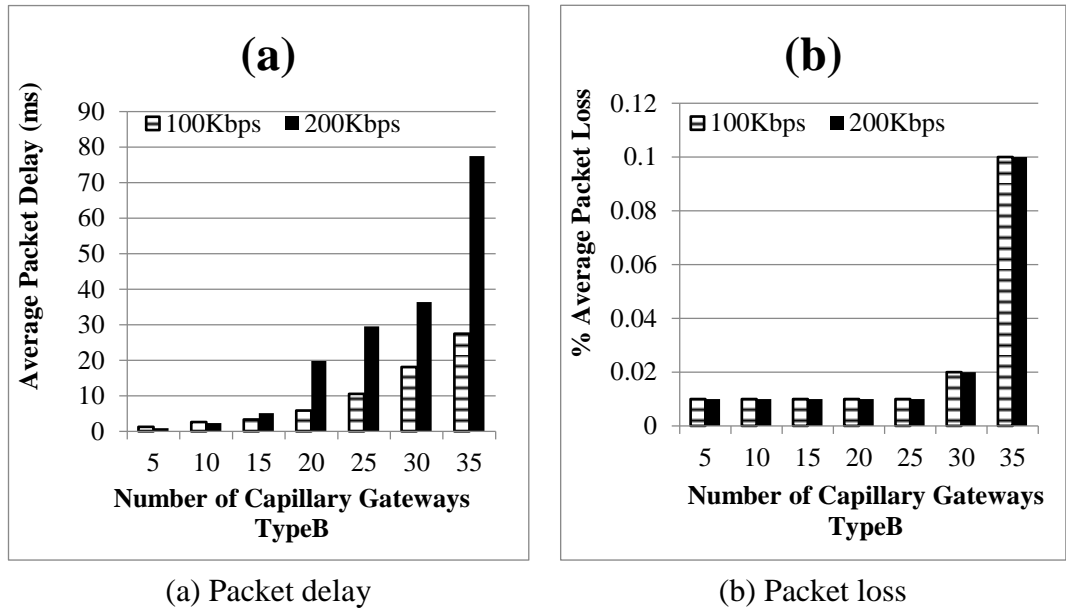 (a)
Average Packet Delay (ms)
100Kbps 200Kbps
90
80
70
60
50
40
30
20
10
0
5 10 15 20 25 30 35
Number of Capillary Gateways
TypeB
(a) Packet delay
(b)
% Average Packet Loss
100Kbps 200Kbps
0.12
0.1
0.08
0.06
0.04
0.02
0
5 10 15 20 25 30 35
Number of Capillary Gateways
TypeB
(b) Packet loss